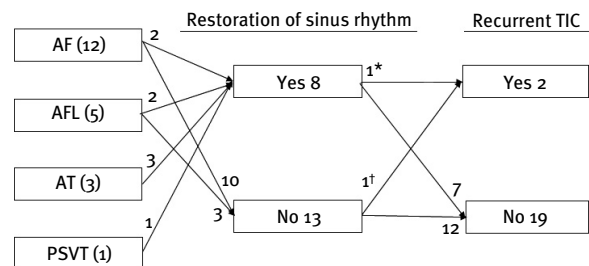 Restoration of sinus rhythm
Recurrent TIC
AF (12)
2
Yes 8
1*
Yes 2
AFL (5)
2
AT (3)
3
10
1†
7
3
No 13
12
No 19
1
PSVT (1)